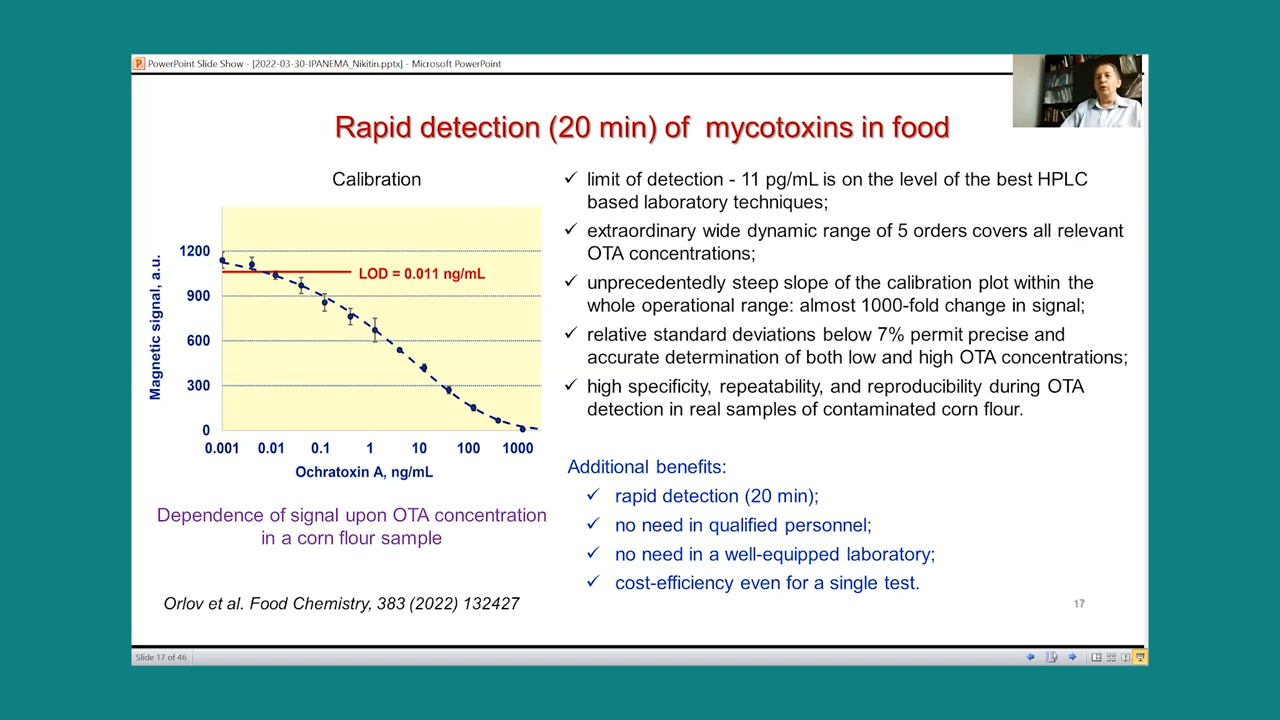 PowerPoint Slide Show - [2022-03-30-IPANEMA_Nikitin.pptx] - Microsoft PowerPoint
Rapid detection (20 min) of mycotoxins in food
Calibration
Magnetic signal, a.u.
1200
900
600
300
0
LOD = 0.011 ng/mL
0.001 0.01 0.1 1 10 100 1000
Ochratoxin A, ng/mL
Dependence of signal upon OTA concentration
in a corn flour sample
Orlov et al. Food Chemistry, 383 (2022) 132427
✓ limit of detection - 11 pg/mL is on the level of the best HPLC
based laboratory techniques;
✓ extraordinary wide dynamic range of 5 orders covers all relevant
OTA concentrations;
✓ unprecedentedly steep slope of the calibration plot within the
whole operational range: almost 1000-fold change in signal;
✓ relative standard deviations below 7% permit precise and
accurate determination of both low and high OTA concentrations;
✓ high specificity, repeatability, and reproducibility during OTA
detection in real samples of contaminated corn flour.
Additional benefits:
✓ rapid detection (20 min);
✓ no need in qualified personnel;
✓ no need in a well-equipped laboratory;
✓ cost-efficiency even for a single test.
17
Slide 17 of 46